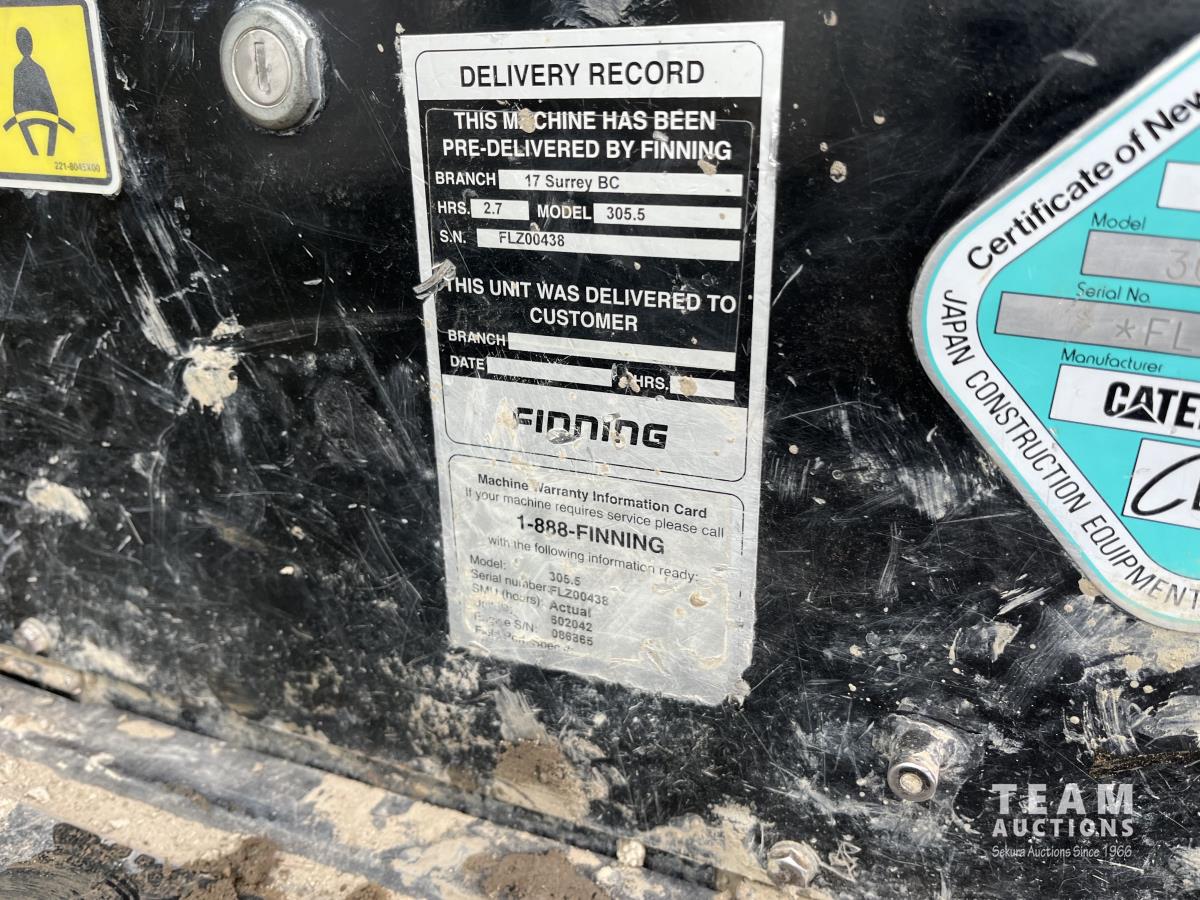 221-8045X00
DELIVERY RECORD
THIS MACHINE HAS BEEN
PRE-DELIVERED BY FINNING
BRANCH 17 Surrey BC
HRS. 2.7 MODEL 305.5
S.N. FLZ00438
THIS UNIT WAS DELIVERED TO
CUSTOMER
BRANCH
DATE HRS.
FINNING
Machine Warranty Information Card
If your machine requires service please call
1-888-FINNING
with the following information ready:
Model: 305.5
Serial number: FLZ00438
SMU (hours): Actual
Unit ID: 602042
Engine S/N: 086365
Certificate of New
Model
Serial No.
*FL
Manufacturer
CATE
JAPAN CONSTRUCTION EQUIPMENT
TEAM
AUCTIONS
Sekura Auctions Since 1966